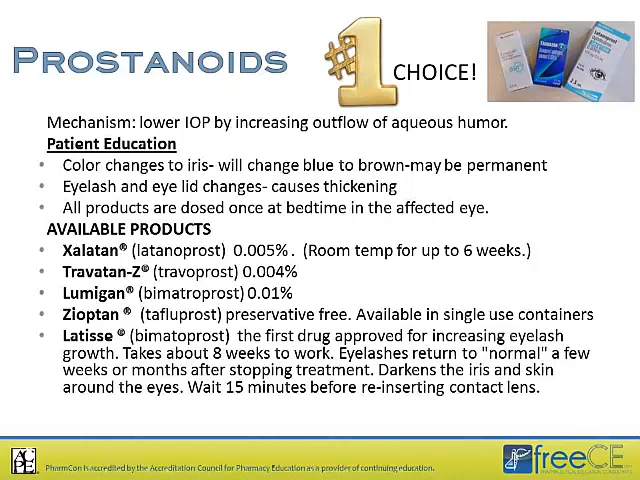 PROSTANOIDS
#1
CHOICE!
Mechanism: lower IOP by increasing outflow of aqueous humor.
Patient Education
• Color changes to iris- will change blue to brown-may be permanent
• Eyelash and eye lid changes- causes thickening
• All products are dosed once at bedtime in the affected eye.
AVAILABLE PRODUCTS
• Xalatan® (latanoprost) 0.005% . (Room temp for up to 6 weeks.)
• Travatan-Z® (travoprost) 0.004%
• Lumigan® (bimatroprost) 0.01%
• Zioptan ® (tafluprost) preservative free. Available in single use containers
• Latisse ® (bimatoprost) the first drug approved for increasing eyelash
growth. Takes about 8 weeks to work. Eyelashes return to "normal" a few
weeks or months after stopping treatment. Darkens the iris and skin
around the eyes. Wait 15 minutes before re-inserting contact lens.
PharmCon is accredited by the Accreditation Council for Pharmacy Education as a provider of continuing education.
freeCE